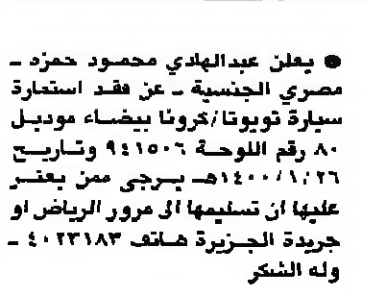 ● يعلن عبدالهادي محمود حمزه ـ
مصري الجنسية ـ عن فقد استمارة
سيارة تويوتا/كرونا بيضاء موديل
٨٠ رقم اللوحة ٩٤١٥٠٦ وتاريخ
١٤٠٠/١/٢٦هـ يرجى ممن يعثر
عليها ان تسليمها الى مرور الرياض او
جريدة الجزيرة هاتف ٤٠٢٣١٨٣ ـ
وله الشكر